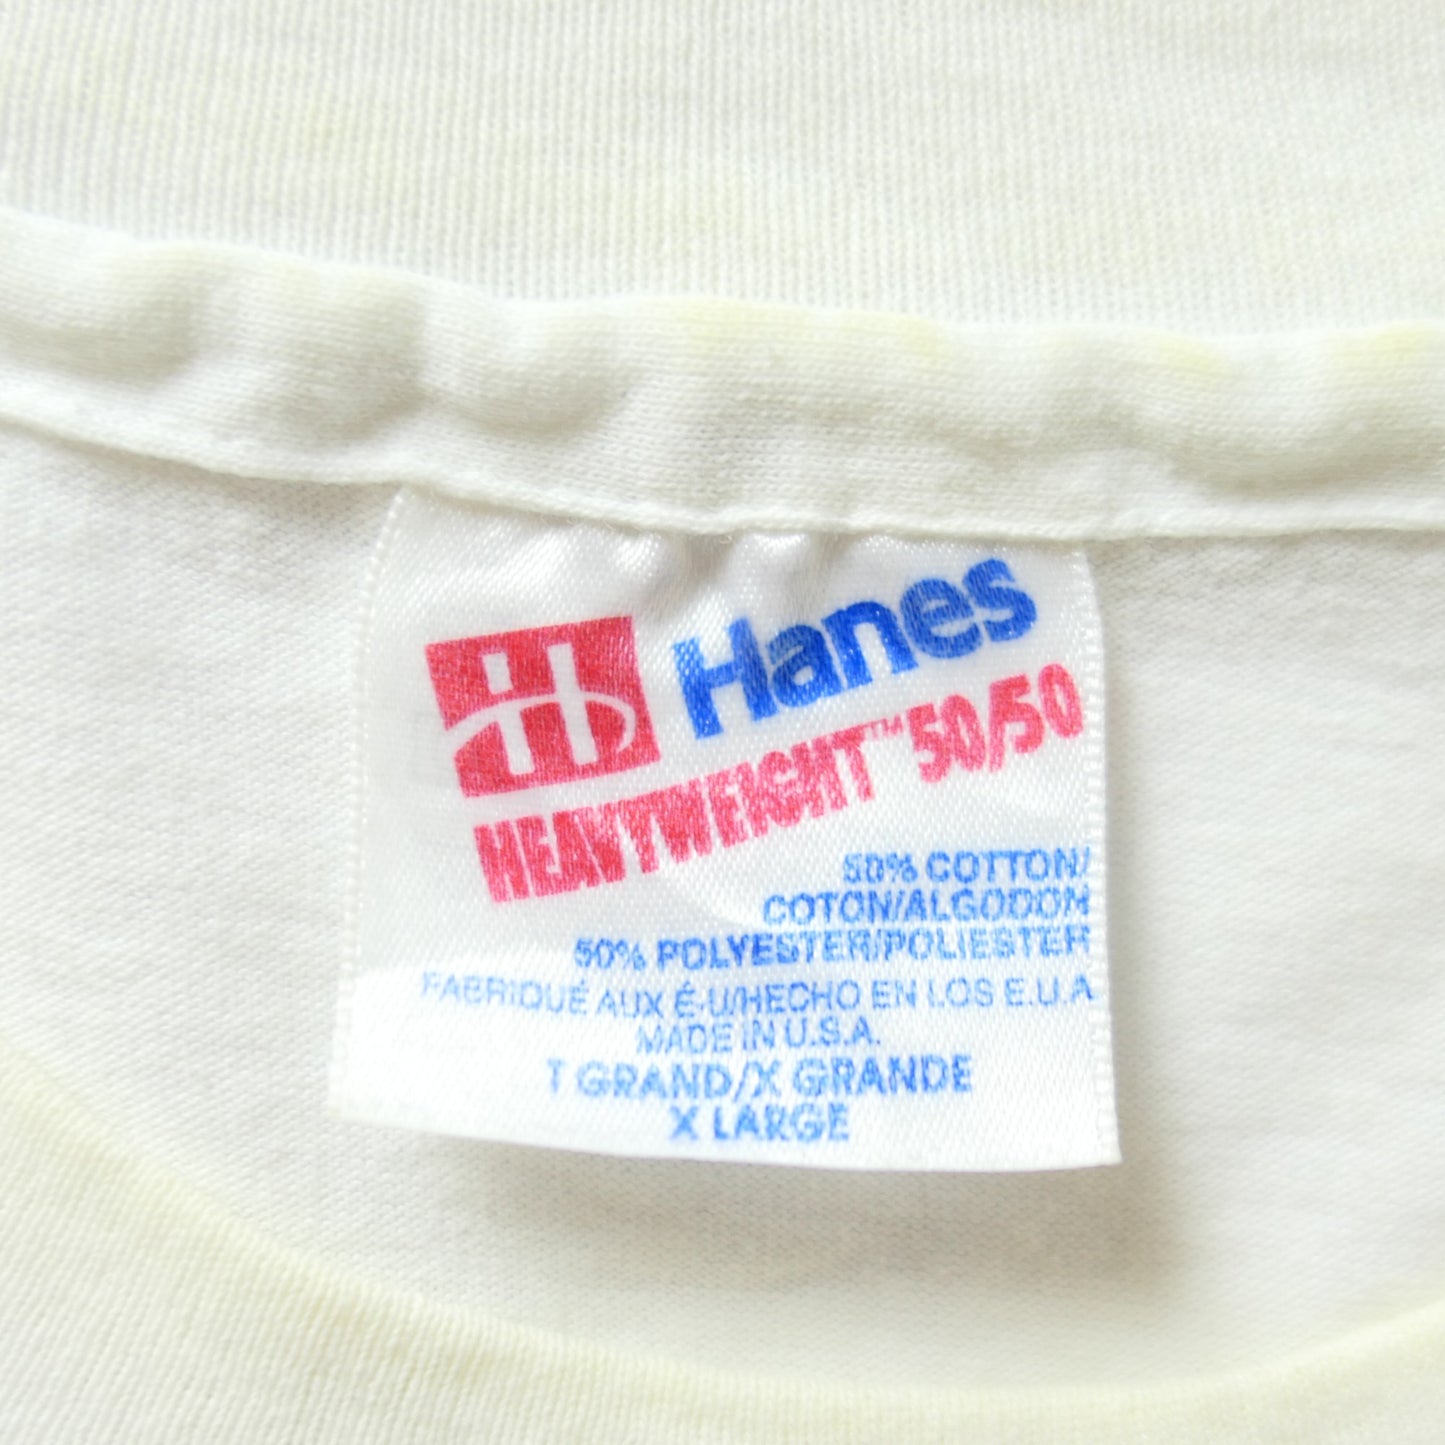 H Hanes
HEAVYWEIGHT™ 50/50
50% COTTON/
COTON/ALGODON
50% POLYESTER/POLIESTER
FABRIQUÉ AUX É-U/HECHO EN LOS E.U.A
MADE IN U.S.A.
T GRAND/X GRANDE
X LARGE